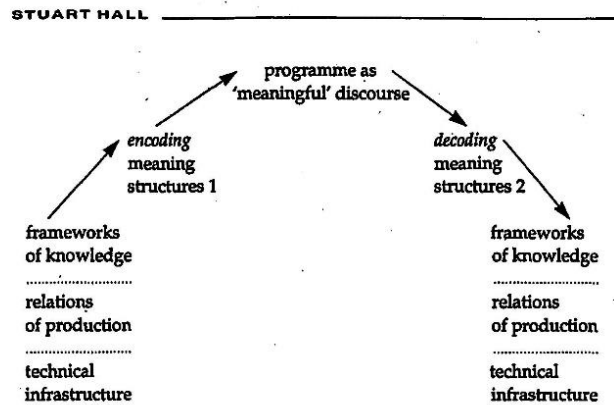 STUART HALL
programme as
'meaningful' discourse
encoding
meaning
structures 1
decoding
meaning
structures 2
frameworks
of knowledge
relations
of production
technical
infrastructure
frameworks
of knowledge
relations
of production
technical
infrastructure